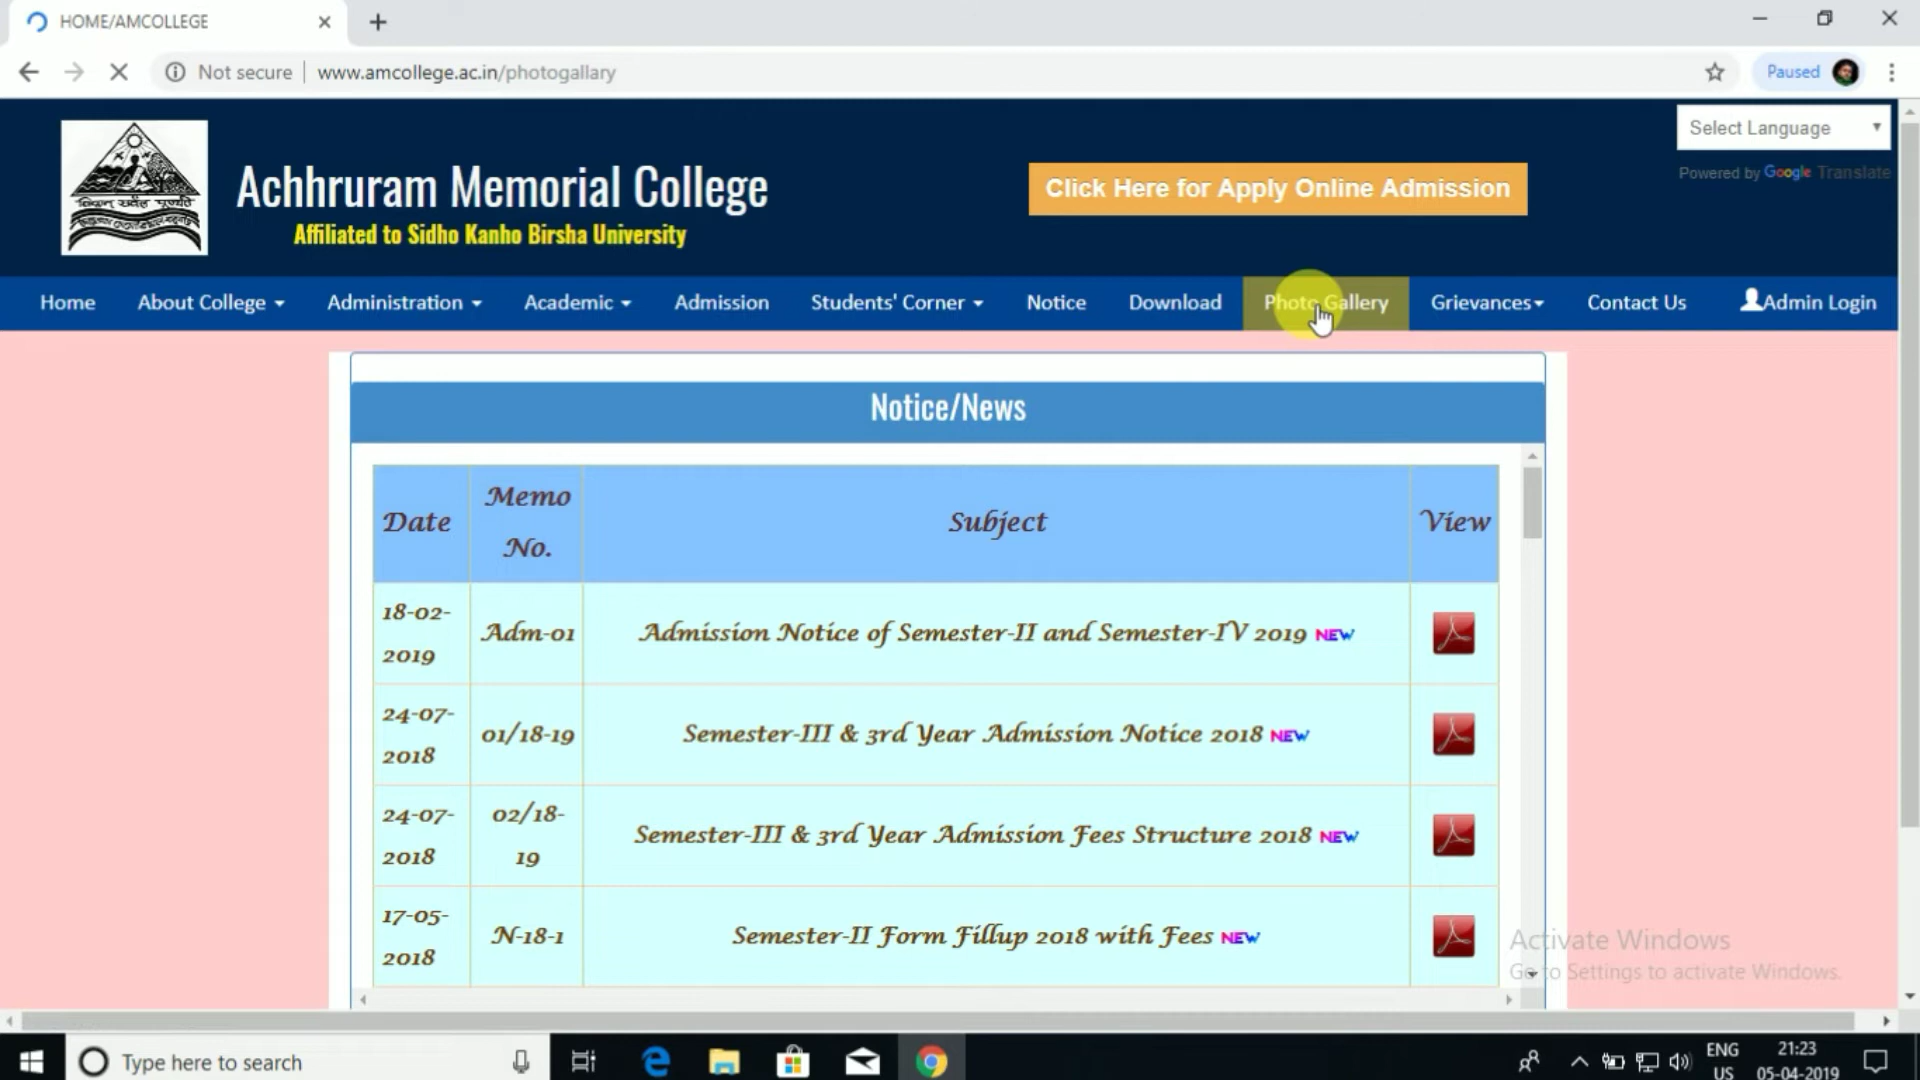 HOME/AMCOLLEGE
Not secure | www.amcollege.ac.in/photogallary
Paused
Select Language
Powered by Google Translate
Achhruram Memorial College
Affiliated to Sidho Kanho Birsha University
Click Here for Apply Online Admission
Home About College Administration Academic Admission Students' Corner Notice Download Photo Gallery Grievances Contact Us Admin Login
Notice/News
Date Memo No. Subject View
18-02-2019 Adm-01 Admission Notice of Semester-II and Semester-IV 2019 NEW
24-07-2018 01/18-19 Semester-III & 3rd Year Admission Notice 2018 NEW
24-07-2018 02/18-19 Semester-III & 3rd Year Admission Fees Structure 2018 NEW
17-05-2018 N-18-1 Semester-II Form Fillup 2018 with Fees NEW
Activate Windows
Go to Settings to activate Windows.
Type here to search
ENG 21:23
US 05-04-2019